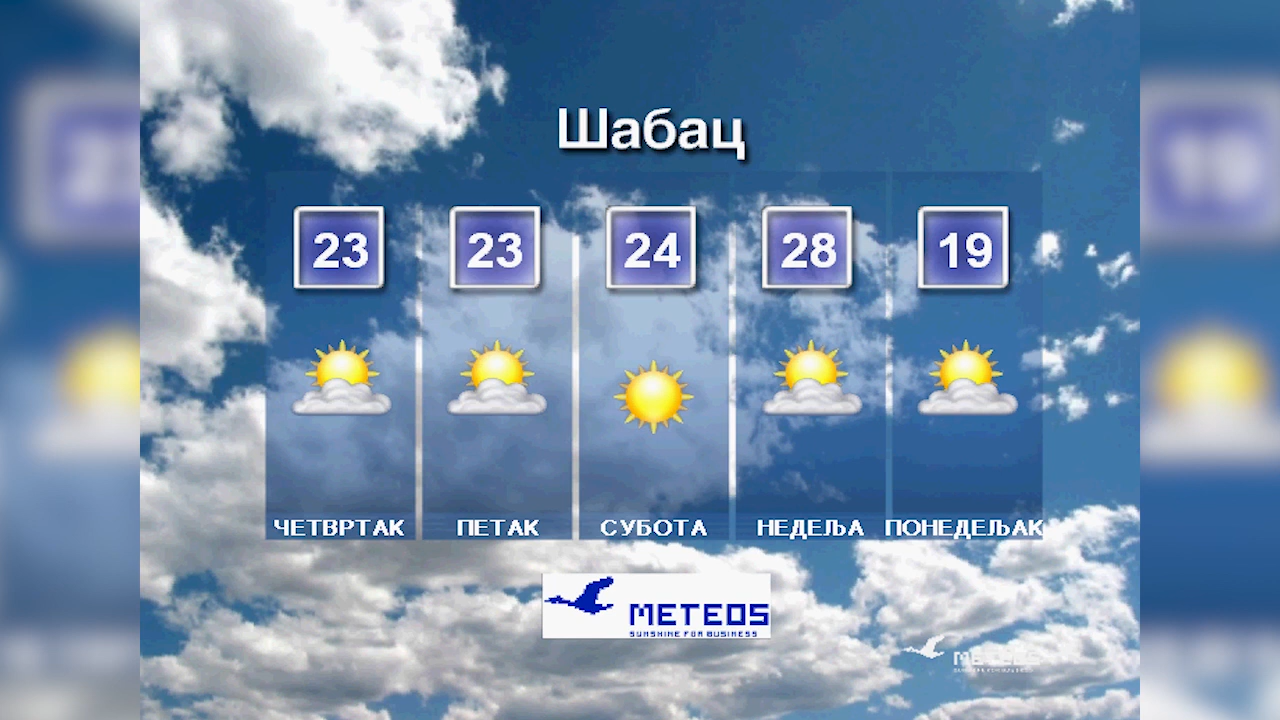 Шабац
23 23 24 28 19
ЧЕТВРТАК ПЕТАК СУБОТА НЕДЕЉА ПОНЕДЕЉАК
METEOS
SUNSHINE FOR BUSINESS
METEOS